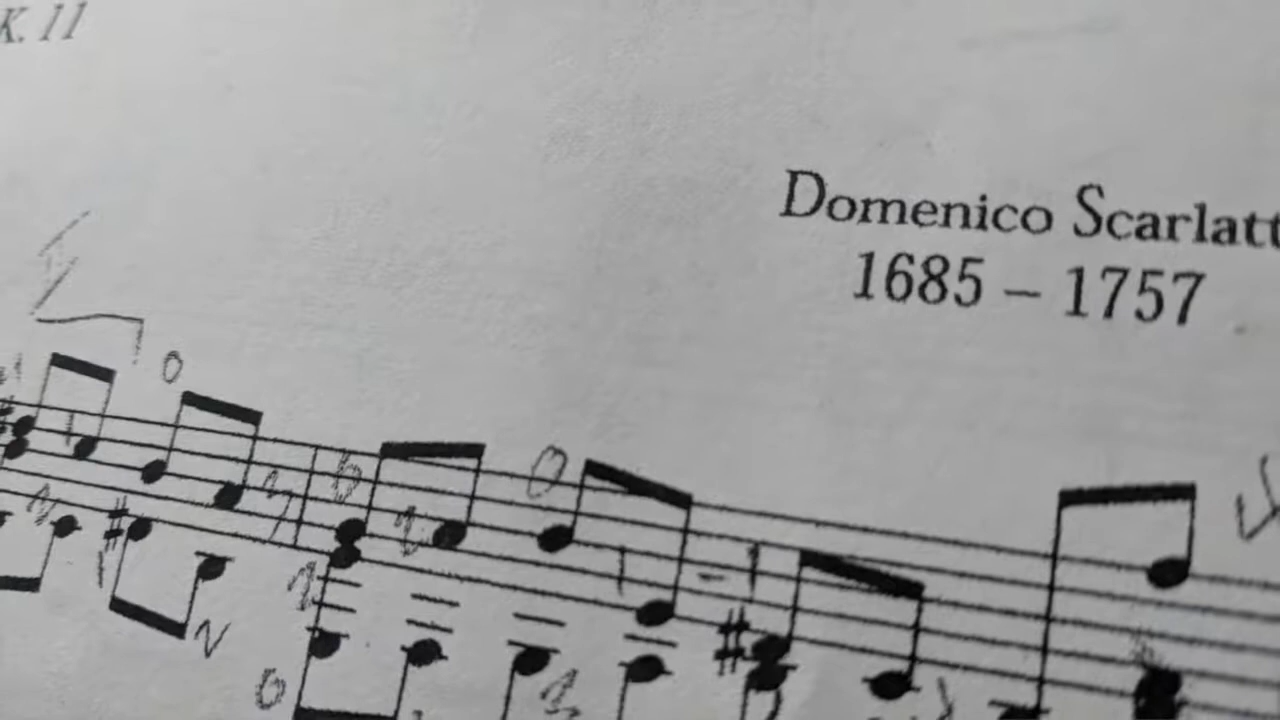 K. 11
Domenico Scarlatt
1685 – 1757